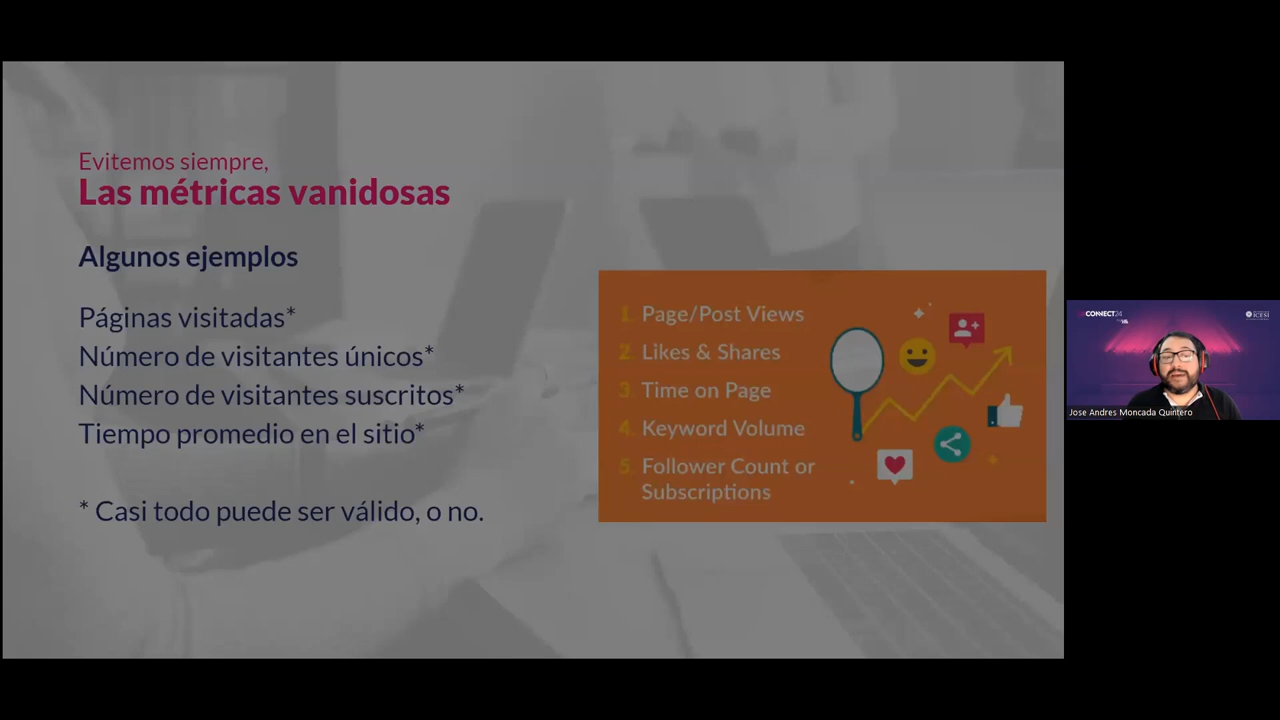 Evitemos siempre,
Las métricas vanidosas
Algunos ejemplos
Páginas visitadas*
Número de visitantes únicos*
Número de visitantes suscritos*
Tiempo promedio en el sitio*
* Casi todo puede ser válido, o no.
1. Page/Post Views
2. Likes & Shares
3. Time on Page
4. Keyword Volume
5. Follower Count or
Subscriptions
CONNECT24
ICESI
Jose Andres Moncada Quintero